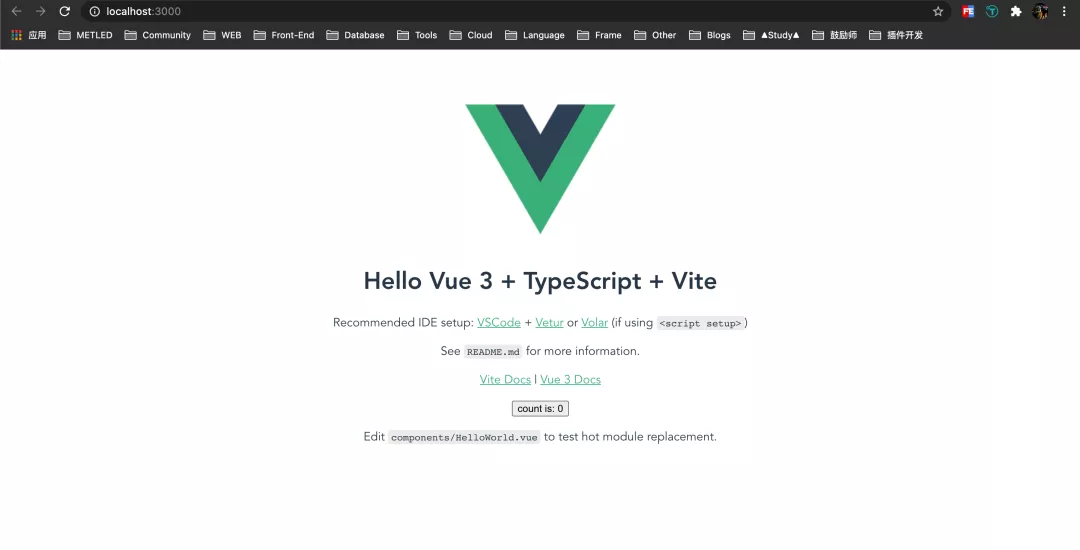 localhost:3000
应用 METLED Community WEB Front-End Database Tools Cloud Language Frame Other Blogs ▲Study▲ 鼓励师 插件开发
Hello Vue 3 + TypeScript + Vite
Recommended IDE setup: VSCode + Vetur or Volar (if using <script setup>)
See README.md for more information.
Vite Docs | Vue 3 Docs
count is: 0
Edit components/HelloWorld.vue to test hot module replacement.